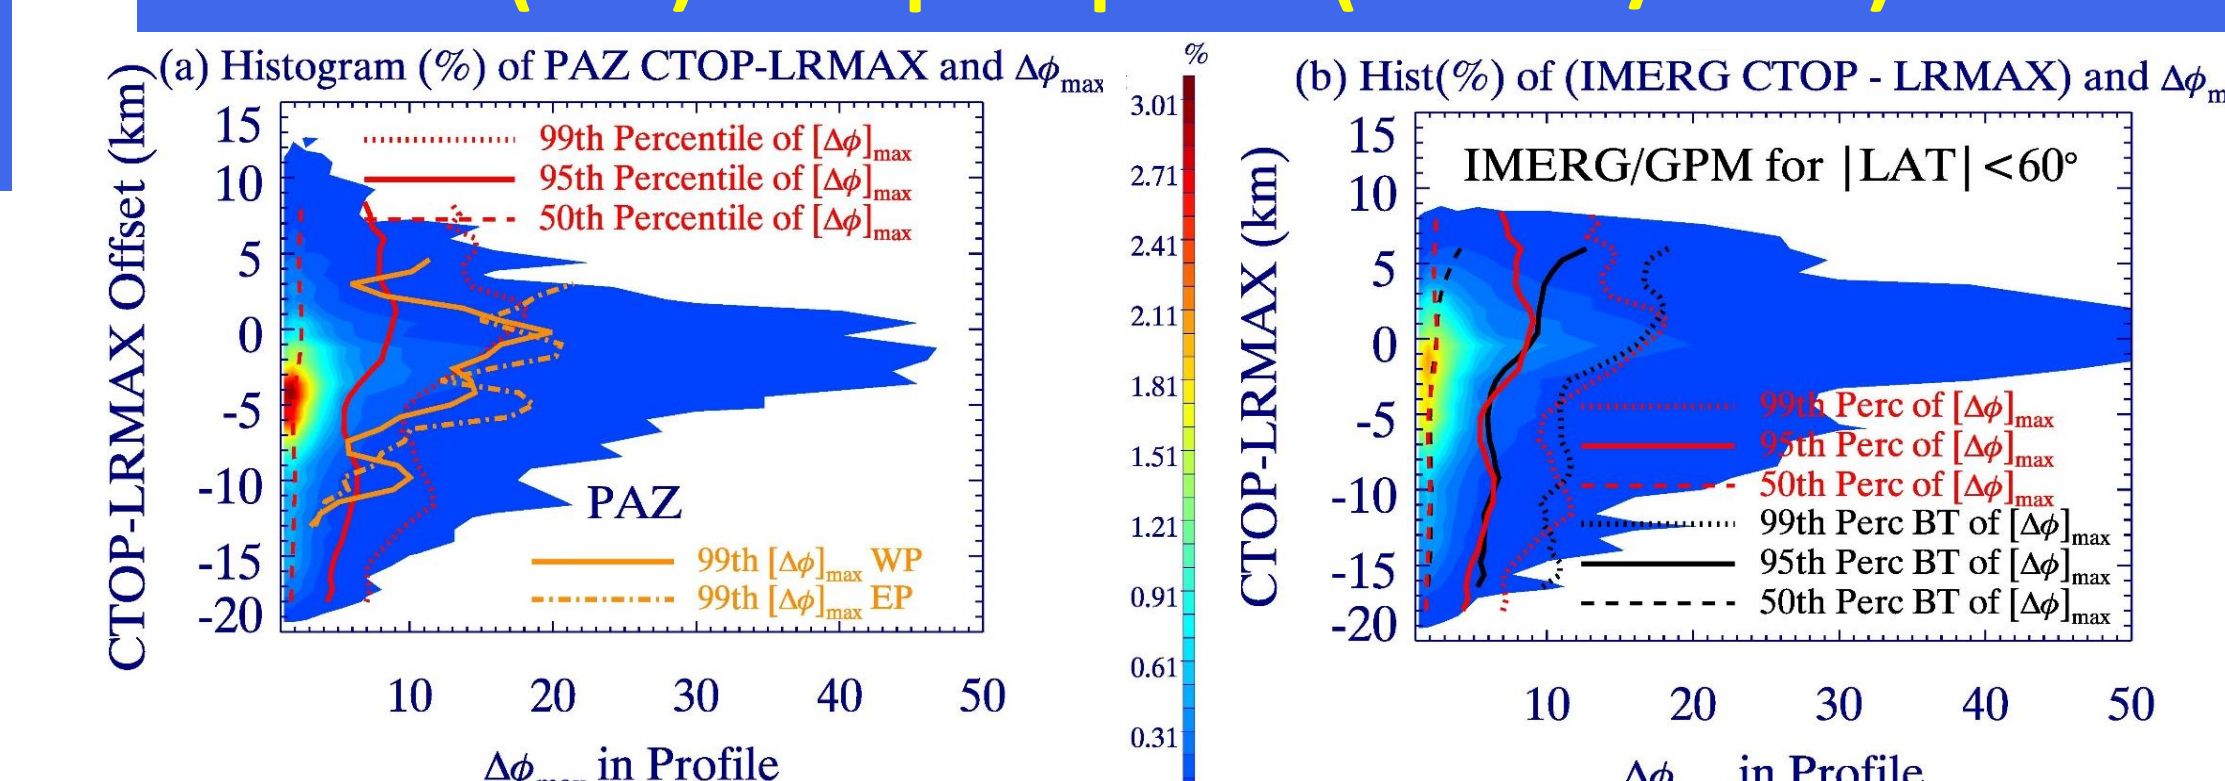 (a) Histogram (%) of PAZ CTOP-LRMAX and Δϕmax
CTOP-LRMAX Offset (km)
15
10
5
0
-5
-10
-15
-20
99th Percentile of [Δϕ]max
95th Percentile of [Δϕ]max
50th Percentile of [Δϕ]max
PAZ
99th [Δϕ]max WP
99th [Δϕ]max EP
10 20 30 40 50
Δϕmax in Profile
%
3.01
2.71
2.41
2.11
1.81
1.51
1.21
0.91
0.61
0.31
(b) Hist(%) of (IMERG CTOP - LRMAX) and Δϕm
CTOP-LRMAX (km)
15
10
5
0
-5
-10
-15
-20
IMERG/GPM for |LAT|<60°
99th Perc of [Δϕ]max
95th Perc of [Δϕ]max
50th Perc of [Δϕ]max
99th Perc BT of [Δϕ]max
95th Perc BT of [Δϕ]max
50th Perc BT of [Δϕ]max
10 20 30 40 50
Δϕ in Profile